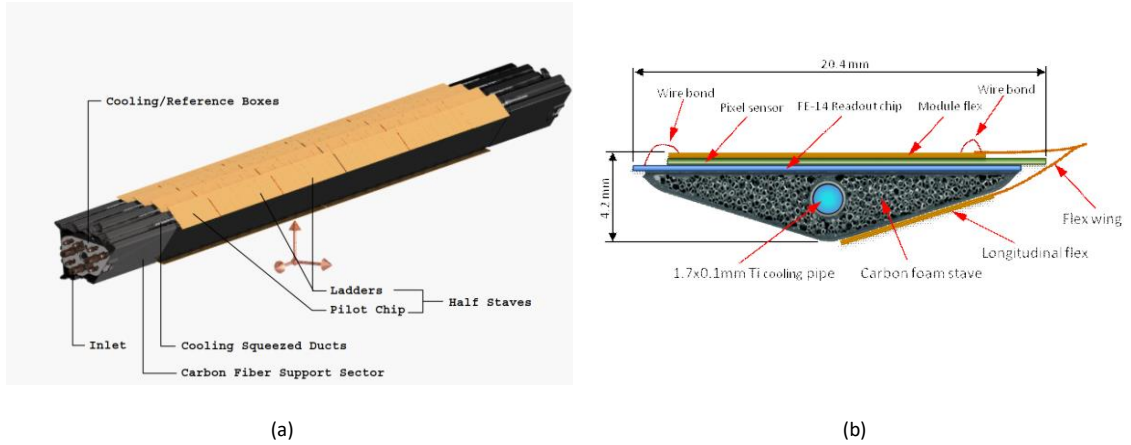 Cooling/Reference Boxes
Ladders
Half Staves
Pilot Chip
Inlet
Cooling Squeezed Ducts
Carbon Fiber Support Sector
(a)
20.4 mm
Wire bond
Pixel sensor
FE-14 Readout chip
Module flex
Wire bond
4.2 mm
Flex wing
Longitudinal flex
1.7x0.1mm Ti cooling pipe
Carbon foam stave
(b)